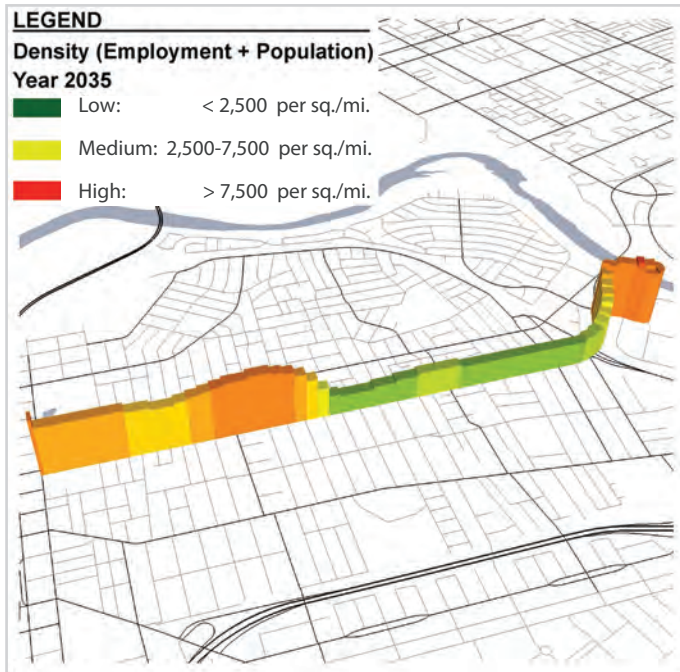 LEGEND
Density (Employment + Population)
Year 2035
Low: < 2,500 per sq./mi.
Medium: 2,500-7,500 per sq./mi.
High: > 7,500 per sq./mi.